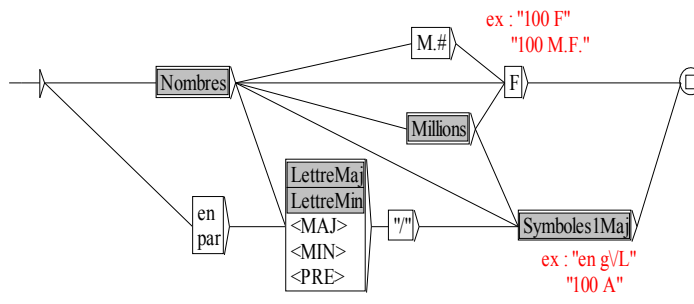 ex : "100 F"
"100 M.F."
M.#
Nombres
F
Millions
LettreMaj
LettreMin
<MAJ>
<MIN>
<PRE>
en
par
"/"
Symboles1Maj
ex : "en g\/L"
"100 A"